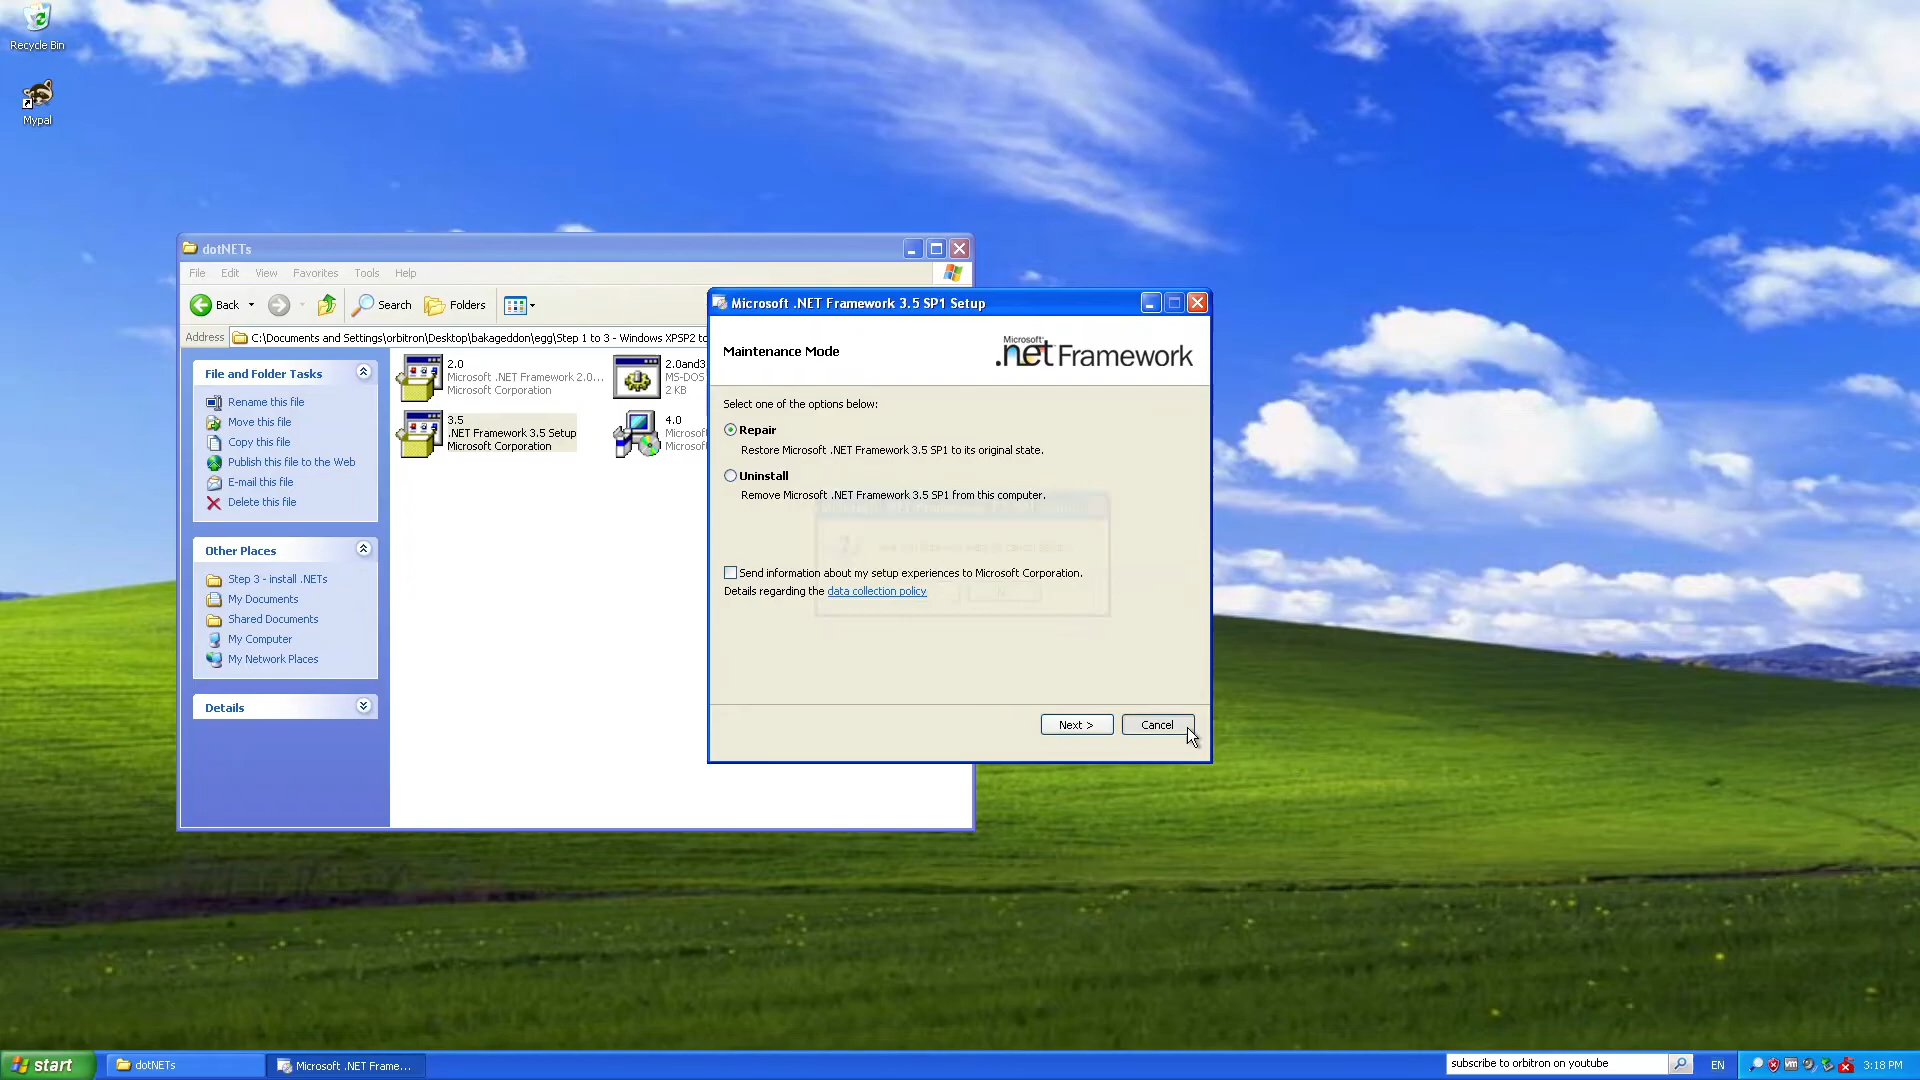 Recycle Bin
Mypal
dotNETs
File Edit View Favorites Tools Help
Back Search Folders
Address C:\Documents and Settings\orbitron\Desktop\bakageddon\egg\Step 1 to 3 - Windows XPSP2 to
File and Folder Tasks
Rename this file
Move this file
Copy this file
Publish this file to the Web
E-mail this file
Delete this file
Other Places
Step 3 - install .NETs
My Documents
Shared Documents
My Computer
My Network Places
Details
2.0
Microsoft .NET Framework 2.0...
Microsoft Corporation
2.0and3
MS-DOS
2 KB
3.5
.NET Framework 3.5 Setup
Microsoft Corporation
4.0
Microsof
Microsof
Microsoft .NET Framework 3.5 SP1 Setup
Maintenance Mode
Microsoft
.net Framework
Select one of the options below:
Repair
Restore Microsoft .NET Framework 3.5 SP1 to its original state.
Uninstall
Remove Microsoft .NET Framework 3.5 SP1 from this computer.
Send information about my setup experiences to Microsoft Corporation.
Details regarding the data collection policy
Next >
Cancel
start
dotNETs
Microsoft .NET Frame...
subscribe to orbitron on youtube
EN
3:18 PM